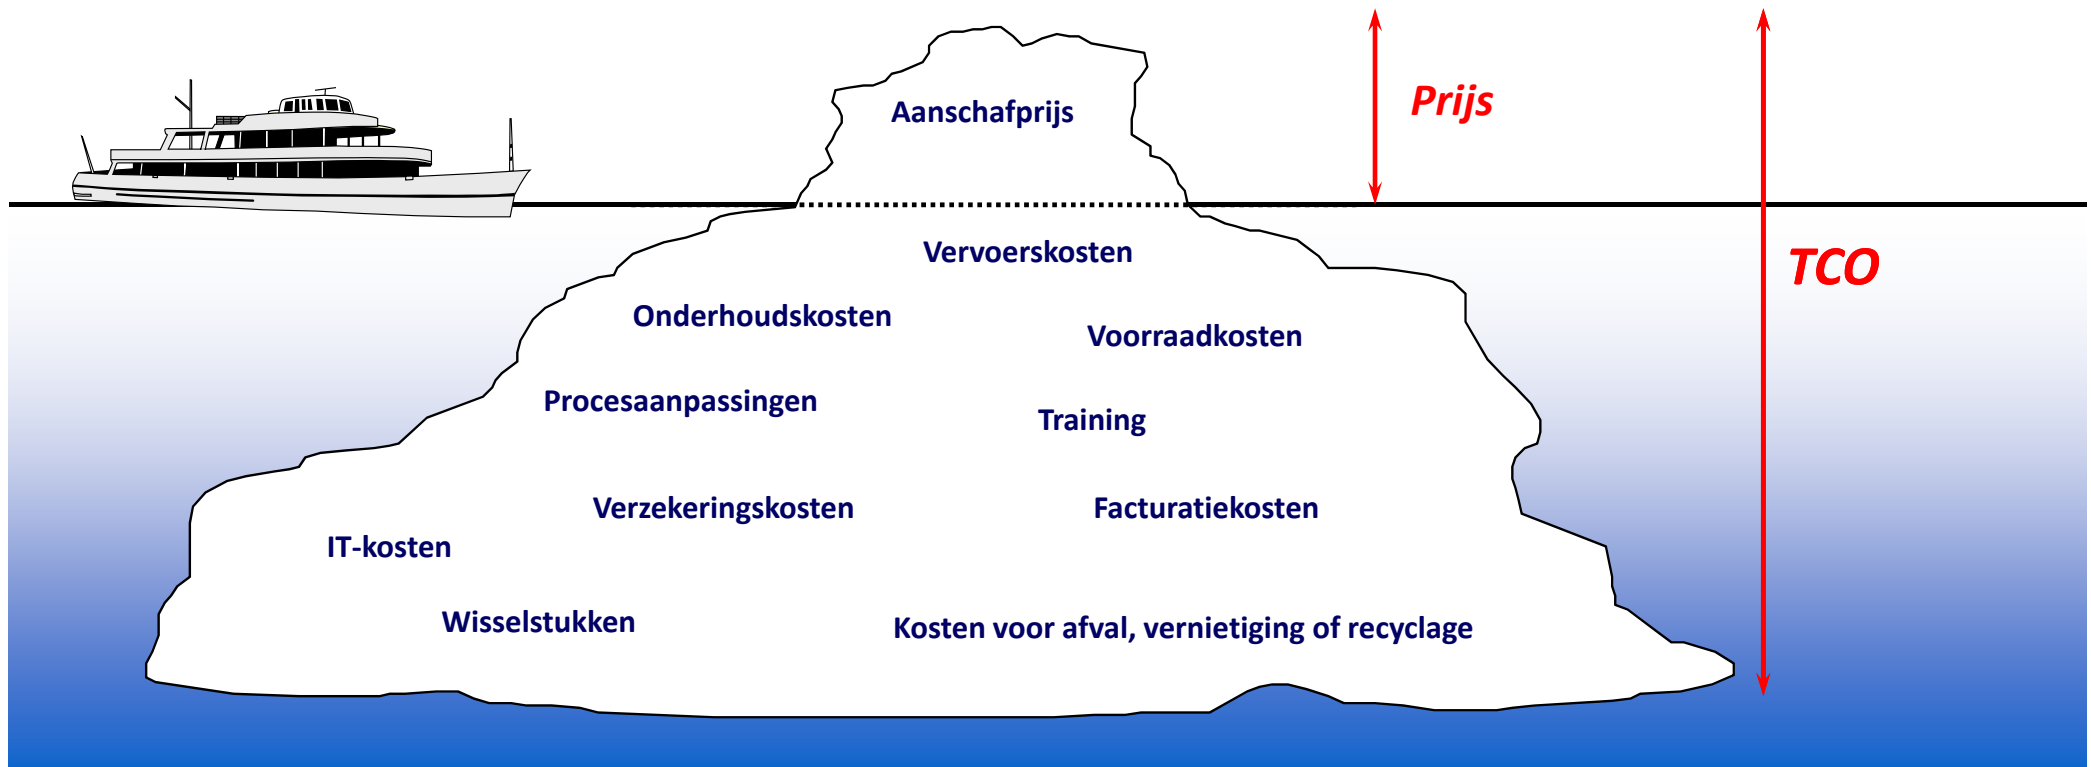 Aanschafprijs
Prijs
Vervoerskosten
TCO
Onderhoudskosten
Voorraadkosten
Procesaanpassingen
Training
Verzekeringskosten
Facturatiekosten
IT-kosten
Wisselstukken
Kosten voor afval, vernietiging of recyclage